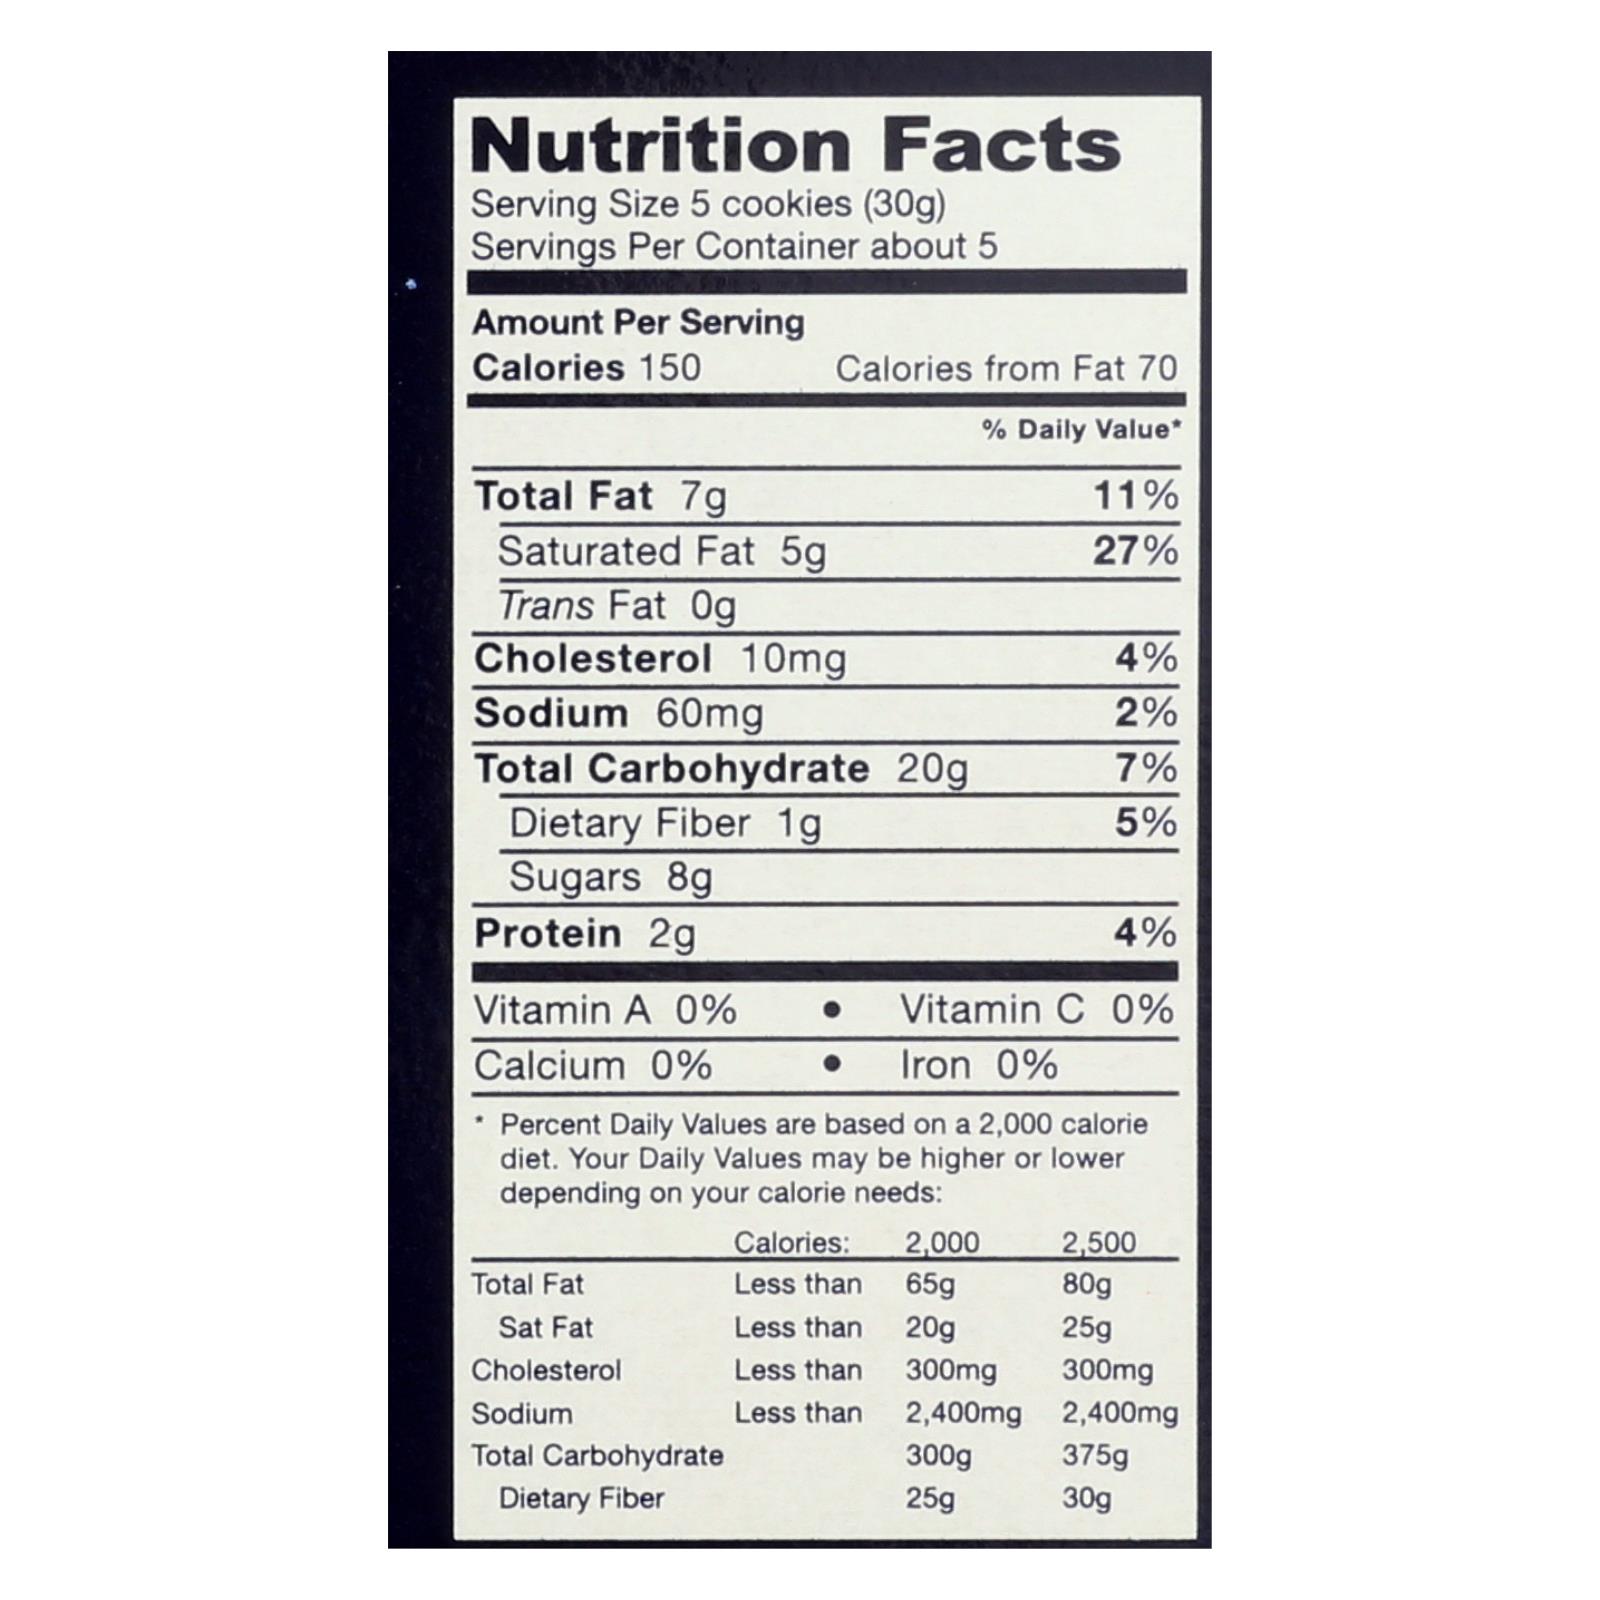 Nutrition Facts
Serving Size 5 cookies (30g)
Servings Per Container about 5
Amount Per Serving
Calories 150 Calories from Fat 70
% Daily Value*
Total Fat 7g 11%
Saturated Fat 5g 27%
Trans Fat 0g
Cholesterol 10mg 4%
Sodium 60mg 2%
Total Carbohydrate 20g 7%
Dietary Fiber 1g 5%
Sugars 8g
Protein 2g 4%
Vitamin A 0% • Vitamin C 0%
Calcium 0% • Iron 0%
* Percent Daily Values are based on a 2,000 calorie
diet. Your Daily Values may be higher or lower
depending on your calorie needs:
Calories: 2,000 2,500
Total Fat Less than 65g 80g
Sat Fat Less than 20g 25g
Cholesterol Less than 300mg 300mg
Sodium Less than 2,400mg 2,400mg
Total Carbohydrate 300g 375g
Dietary Fiber 25g 30g